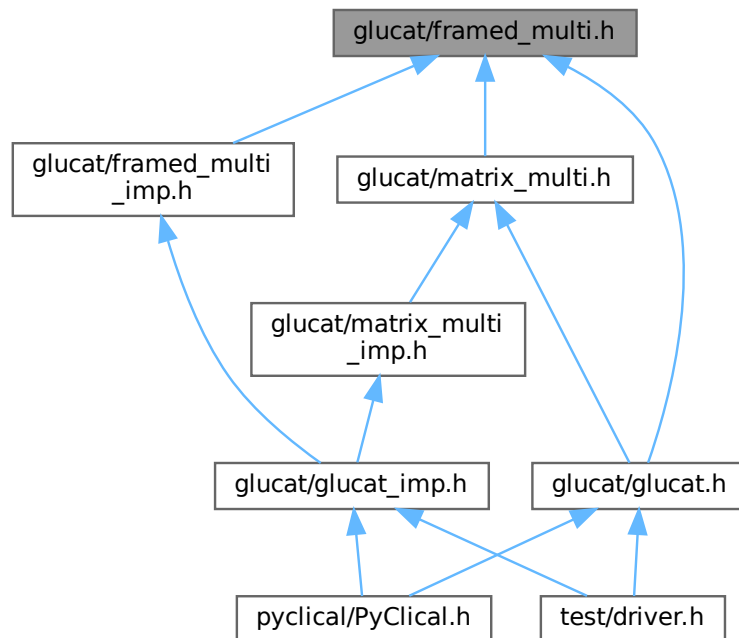 glucat/framed_multi.h
glucat/framed_multi
_imp.h
glucat/matrix_multi.h
glucat/matrix_multi
_imp.h
glucat/glucat_imp.h
glucat/glucat.h
pyclical/PyClical.h
test/driver.h